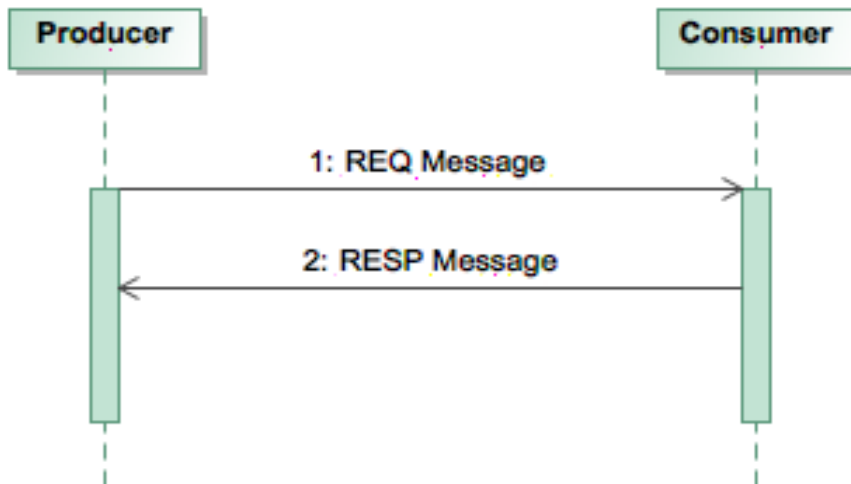 Producer
Consumer
1: REQ Message
2: RESP Message